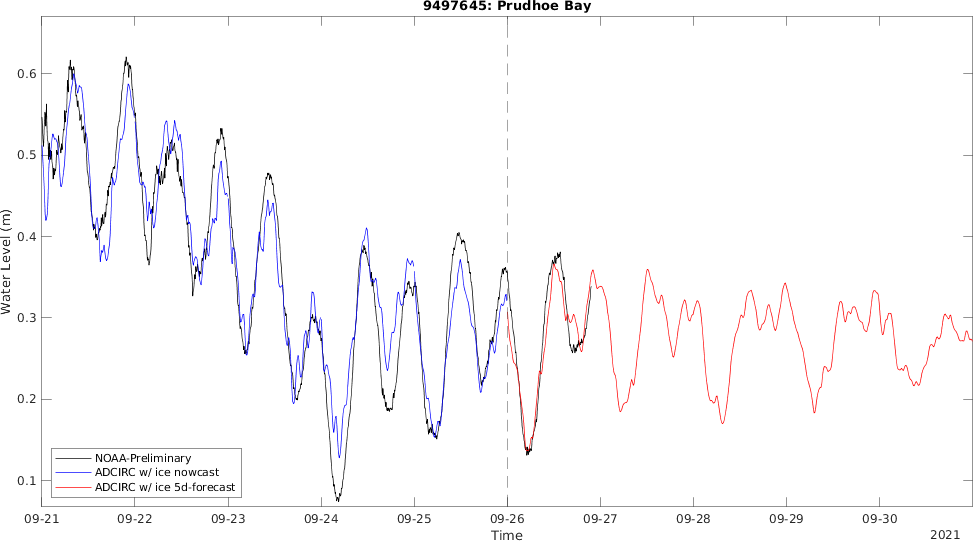 9497645: Prudhoe Bay
Water Level (m)
0.6
0.5
0.4
0.3
0.2
0.1
NOAA-Preliminary
ADCIRC w/ ice nowcast
ADCIRC w/ ice 5d-forecast
09-21 09-22 09-23 09-24 09-25 09-26 09-27 09-28 09-29 09-30
Time
2021